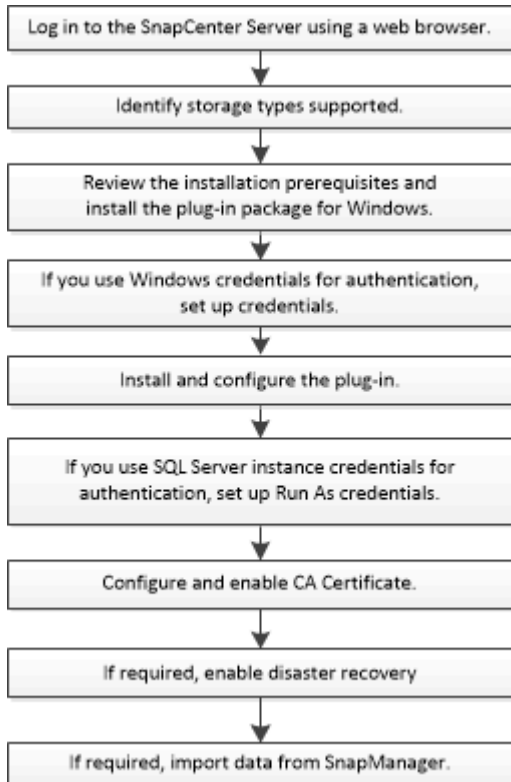 Log in to the SnapCenter Server using a web browser.
Identify storage types supported.
Review the installation prerequisites and
install the plug-in package for Windows.
If you use Windows credentials for authentication,
set up credentials.
Install and configure the plug-in.
If you use SQL Server instance credentials for
authentication, set up Run As credentials.
Configure and enable CA Certificate.
If required, enable disaster recovery
If required, import data from SnapManager.